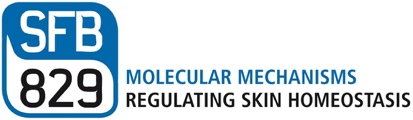 SFB
829
MOLECULAR MECHANISMS
REGULATING SKIN HOMEOSTASIS